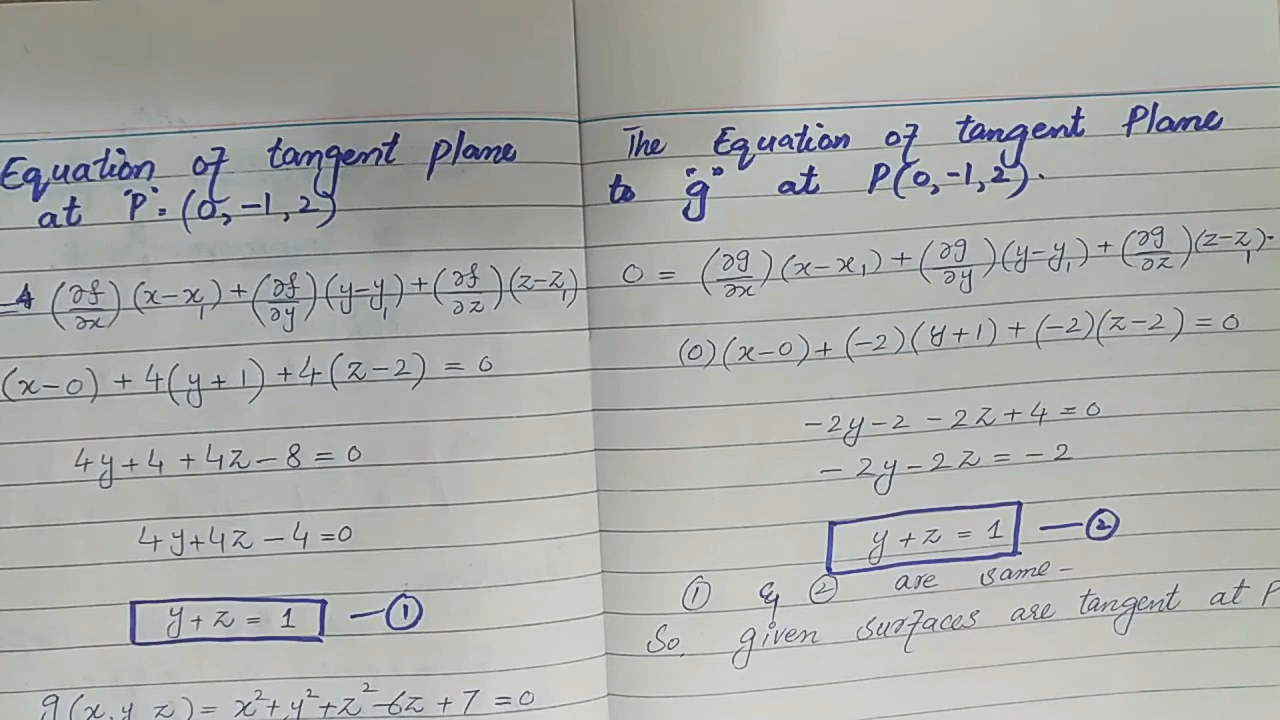 Equation of tangent plane
at "P": (0, -1, 2)
(∂f/∂x)(x-x₁) + (∂f/∂y)(y-y₁) + (∂f/∂z)(z-z₁)
(x-0) + 4(y+1) + 4(z-2) = 0
4y+4+4z-8=0
4y+4z-4=0
y+z=1 —①
g(x,y,z) = x²+y²+z²-6z+7=0
The Equation of tangent Plane
to "g" at P(0,-1,2).
0 = (∂g/∂x)(x-x₁) + (∂g/∂y)(y-y₁) + (∂g/∂z)(z-z₁).
(0)(x-0) + (-2)(y+1) + (-2)(z-2) = 0
-2y-2-2z+4=0
-2y-2z=-2
y+z=1 —②
① & ② are same-
So, given surfaces are tangent at P